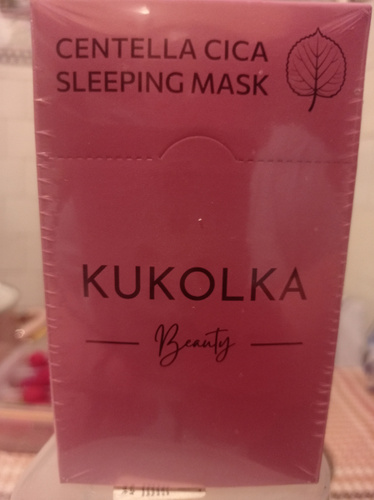 CENTELLA CICA
SLEEPING MASK
KUKOLKA
Beauty